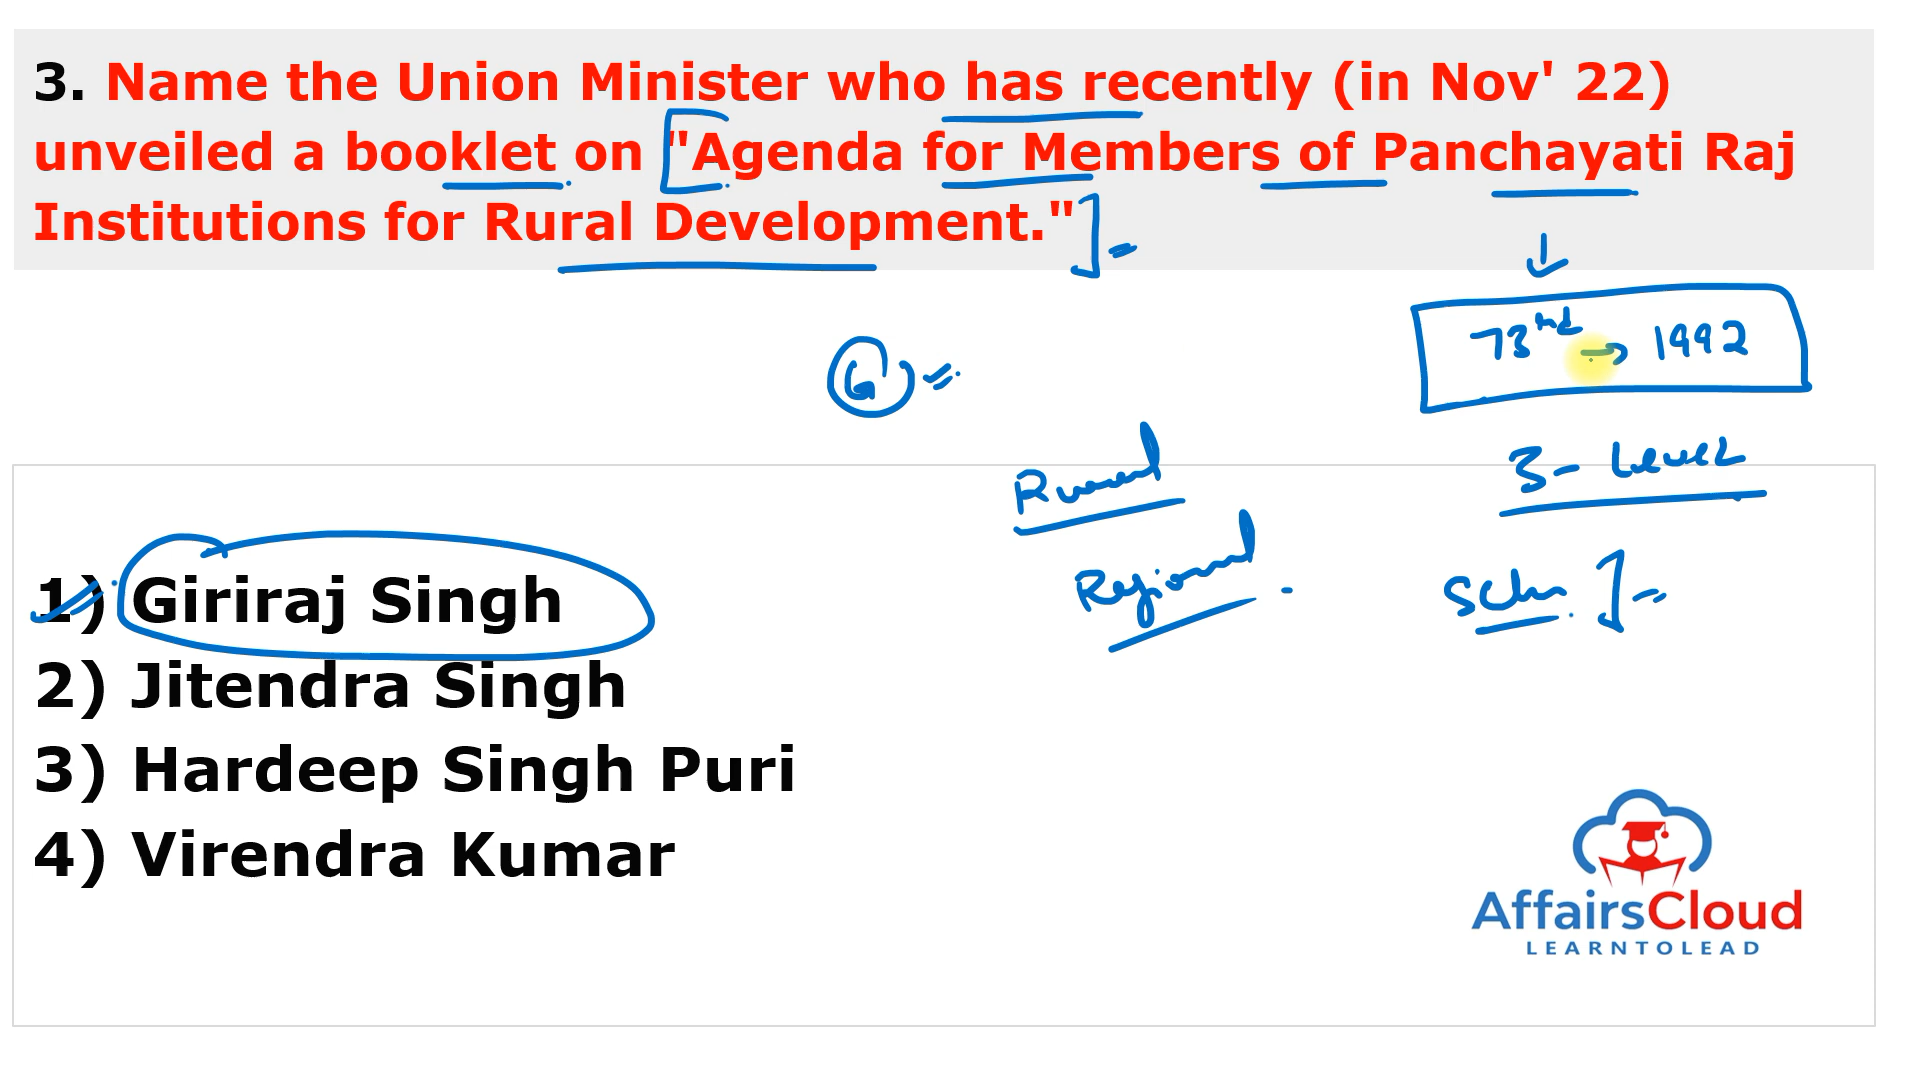 3. Name the Union Minister who has recently (in Nov' 22)
unveiled a booklet on "Agenda for Members of Panchayati Raj
Institutions for Rural Development."
73rd → 1992
G
3 - Level
Rural
Regional
1) Giriraj Singh
2) Jitendra Singh
3) Hardeep Singh Puri
4) Virendra Kumar
AffairsCloud
LEARNTOLEAD